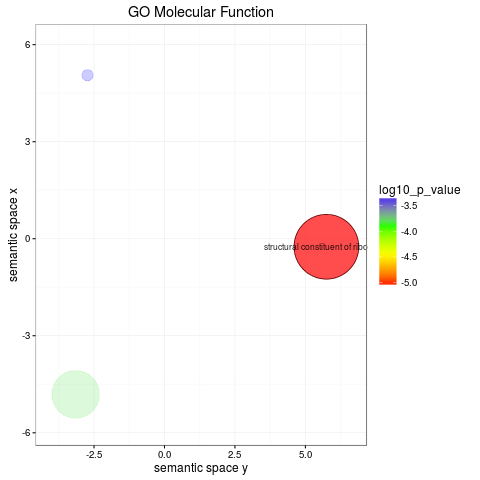 GO Molecular Function
6
3
0
-3
-6
semantic space x
structural constituent of ribo
-2.5 0.0 2.5 5.0
semantic space y
log10_p_value
-3.5
-4.0
-4.5
-5.0